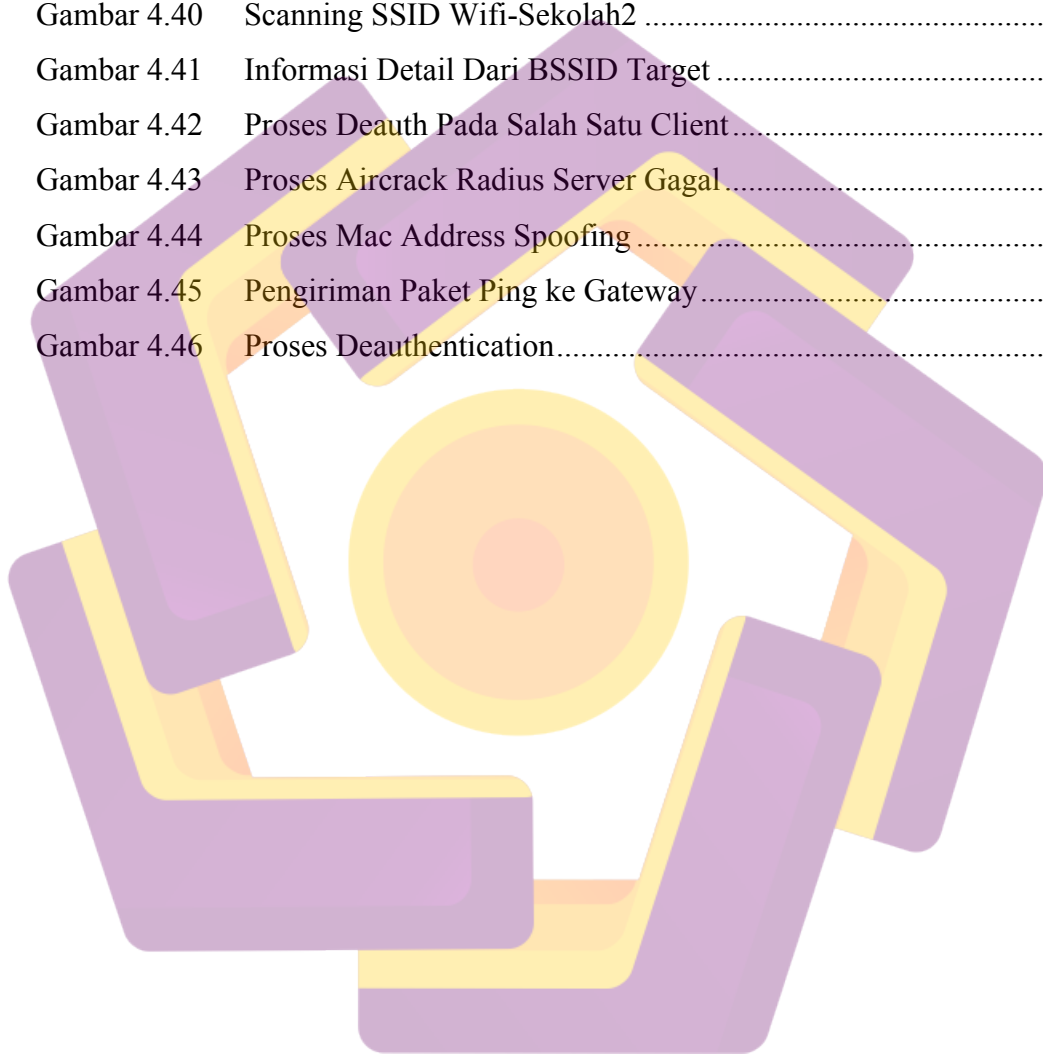 Gambar 4.40 Scanning SSID Wifi-Sekolah2 ........................................................
Gambar 4.41 Informasi Detail Dari BSSID Target ..............................................
Gambar 4.42 Proses Deauth Pada Salah Satu Client............................................
Gambar 4.43 Proses Aircrack Radius Server Gagal.............................................
Gambar 4.44 Proses Mac Address Spoofing .........................................................
Gambar 4.45 Pengiriman Paket Ping ke Gateway................................................
Gambar 4.46 Proses Deauthentication...................................................................